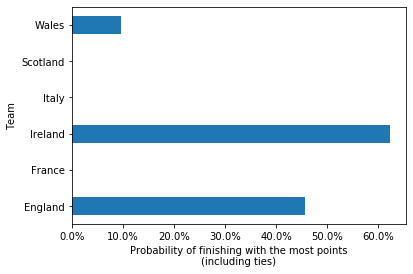 Wales
Scotland
Italy
Ireland
France
England
Team
0.0% 10.0% 20.0% 30.0% 40.0% 50.0% 60.0%
Probability of finishing with the most points
(including ties)